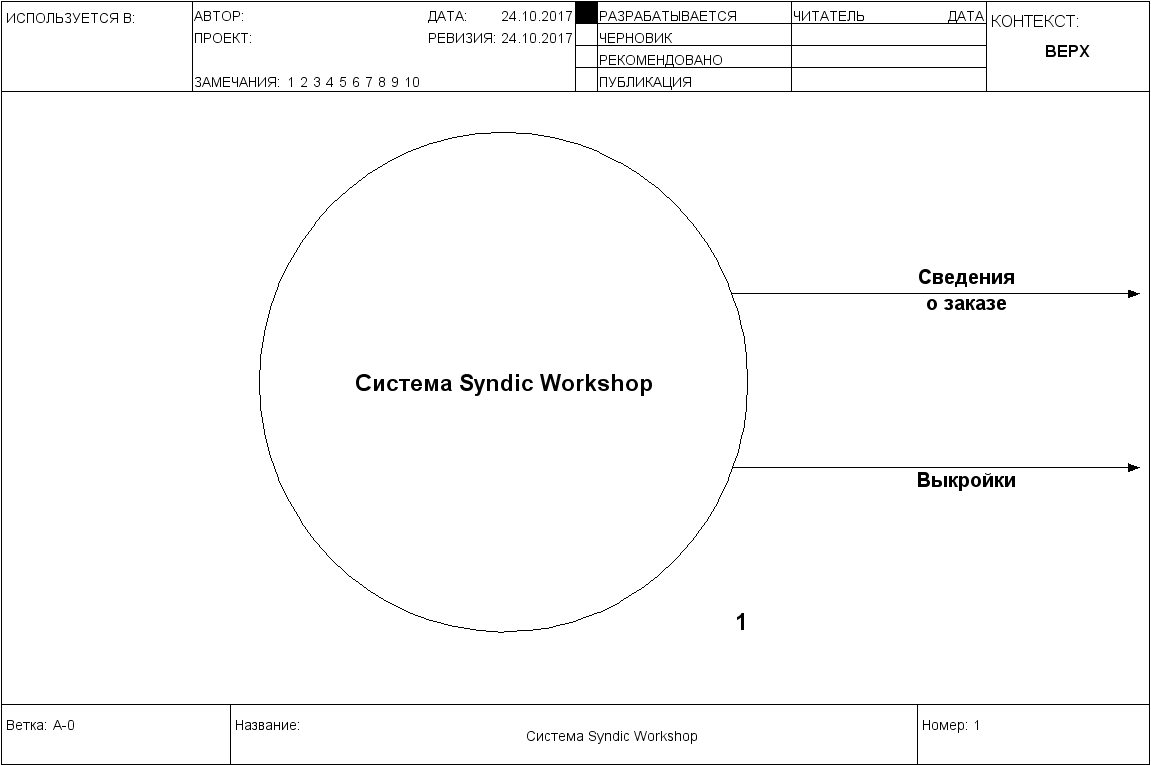 ИСПОЛЬЗУЕТСЯ В:
АВТОР:
ДАТА: 24.10.2017
ПРОЕКТ:
РЕВИЗИЯ: 24.10.2017
ЗАМЕЧАНИЯ: 1 2 3 4 5 6 7 8 9 10
РАЗРАБАТЫВАЕТСЯ
ЧЕРНОВИК
РЕКОМЕНДОВАНО
ПУБЛИКАЦИЯ
ЧИТАТЕЛЬ ДАТА
КОНТЕКСТ:
ВЕРХ
Сведения
о заказе
Система Syndic Workshop
Выкройки
1
Ветка: A-0
Название:
Система Syndic Workshop
Номер: 1